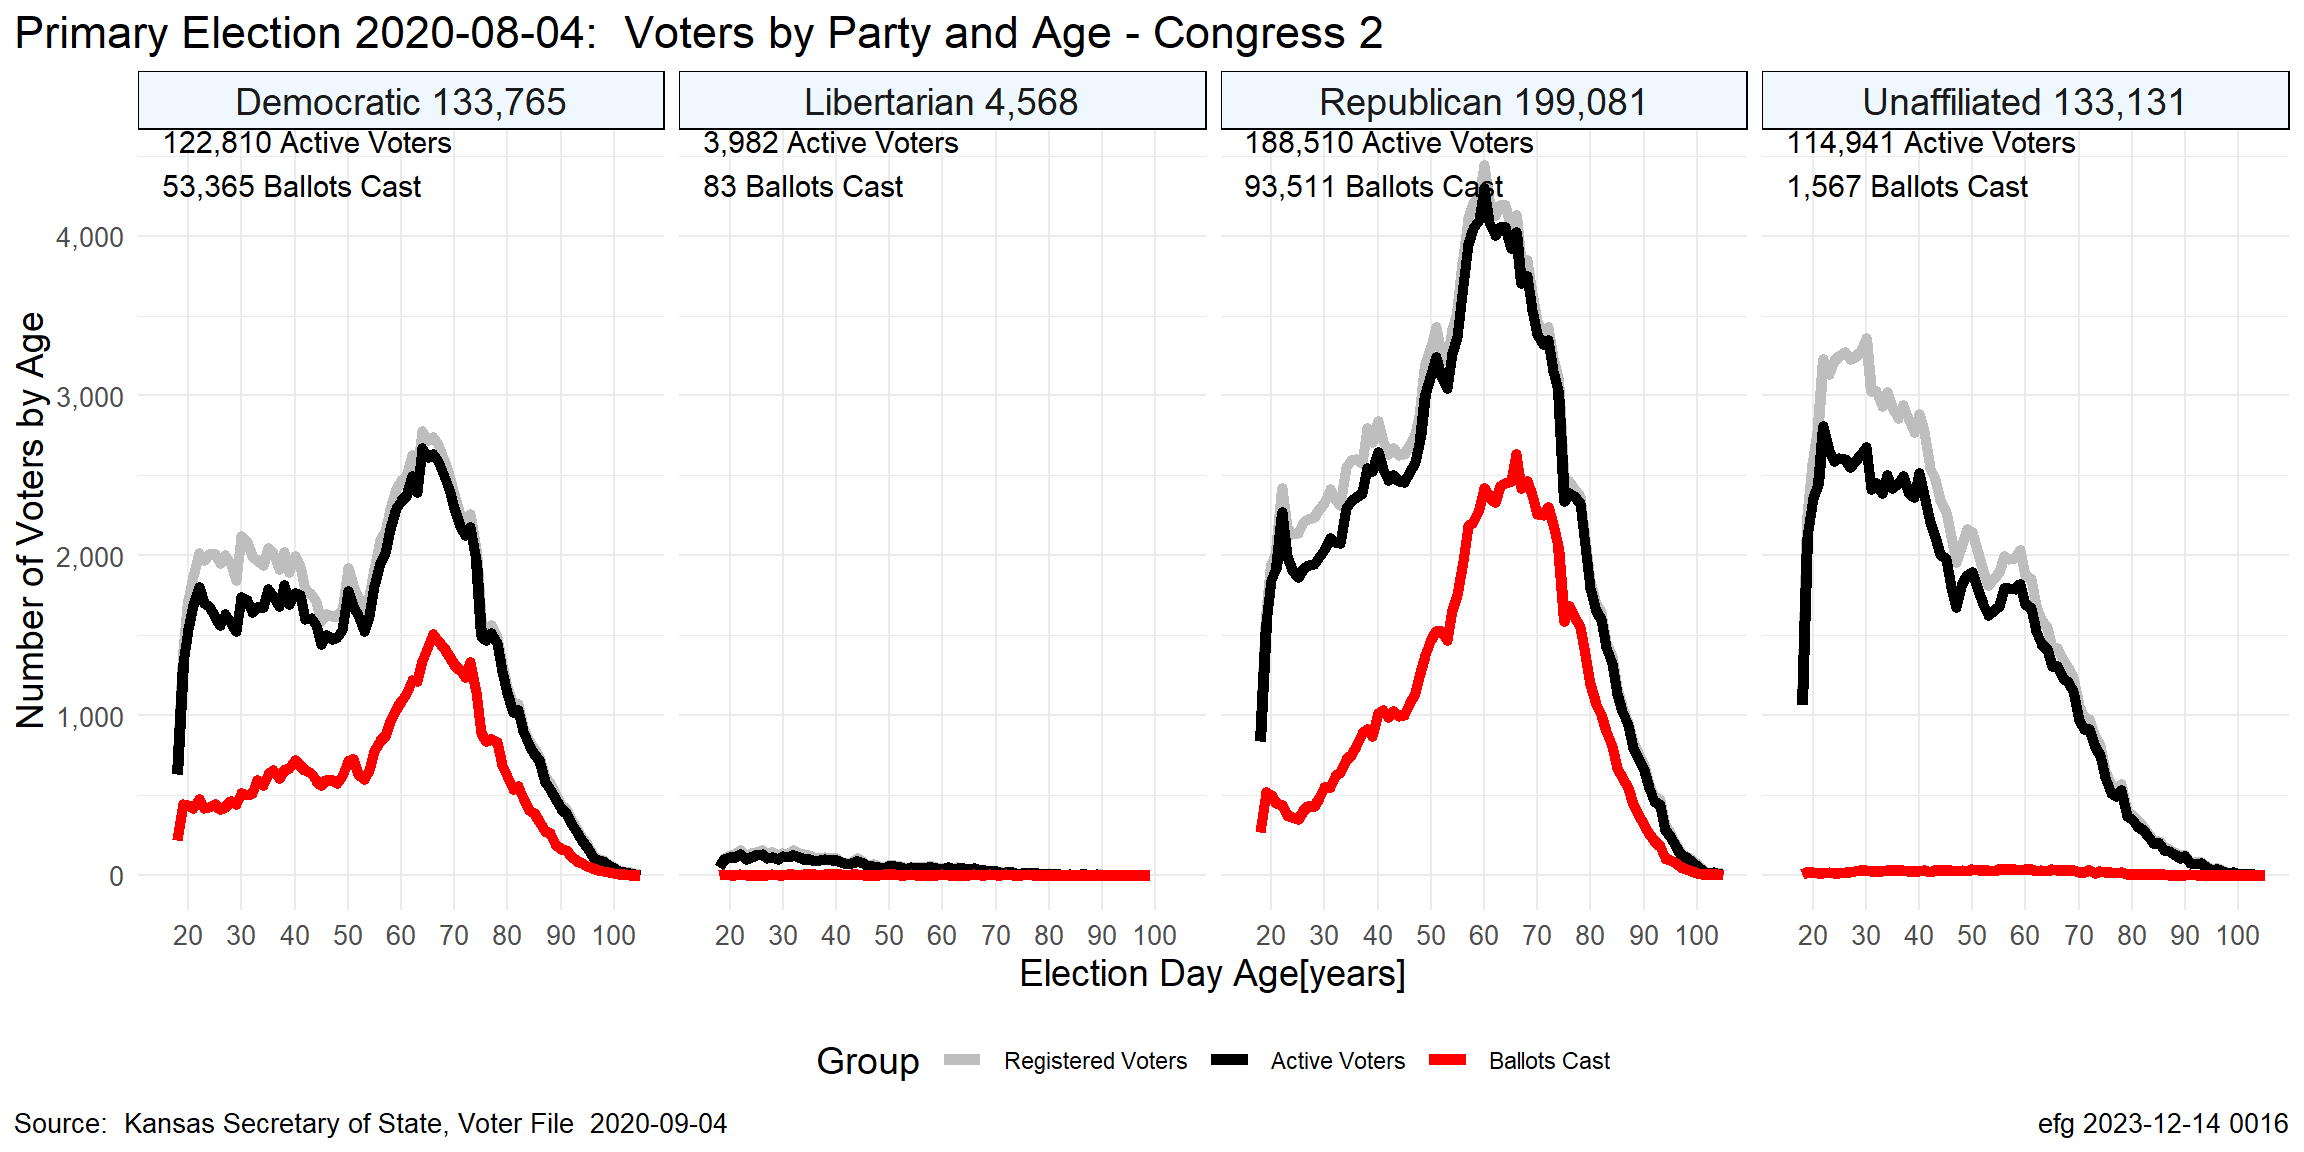 Primary Election 2020-08-04:  Voters by Party and Age - Congress 2
Democratic 133,765
Libertarian 4,568
Republican 199,081
Unaffiliated 133,131
122,810 Active Voters
53,365 Ballots Cast
3,982 Active Voters
83 Ballots Cast
188,510 Active Voters
93,511 Ballots Cast
114,941 Active Voters
1,567 Ballots Cast
Number of Voters by Age
4,000
3,000
2,000
1,000
0
20 30 40 50 60 70 80 90 100
20 30 40 50 60 70 80 90 100
20 30 40 50 60 70 80 90 100
20 30 40 50 60 70 80 90 100
Election Day Age[years]
Group Registered Voters Active Voters Ballots Cast
Source:  Kansas Secretary of State, Voter File  2020-09-04
efg 2023-12-14 0016